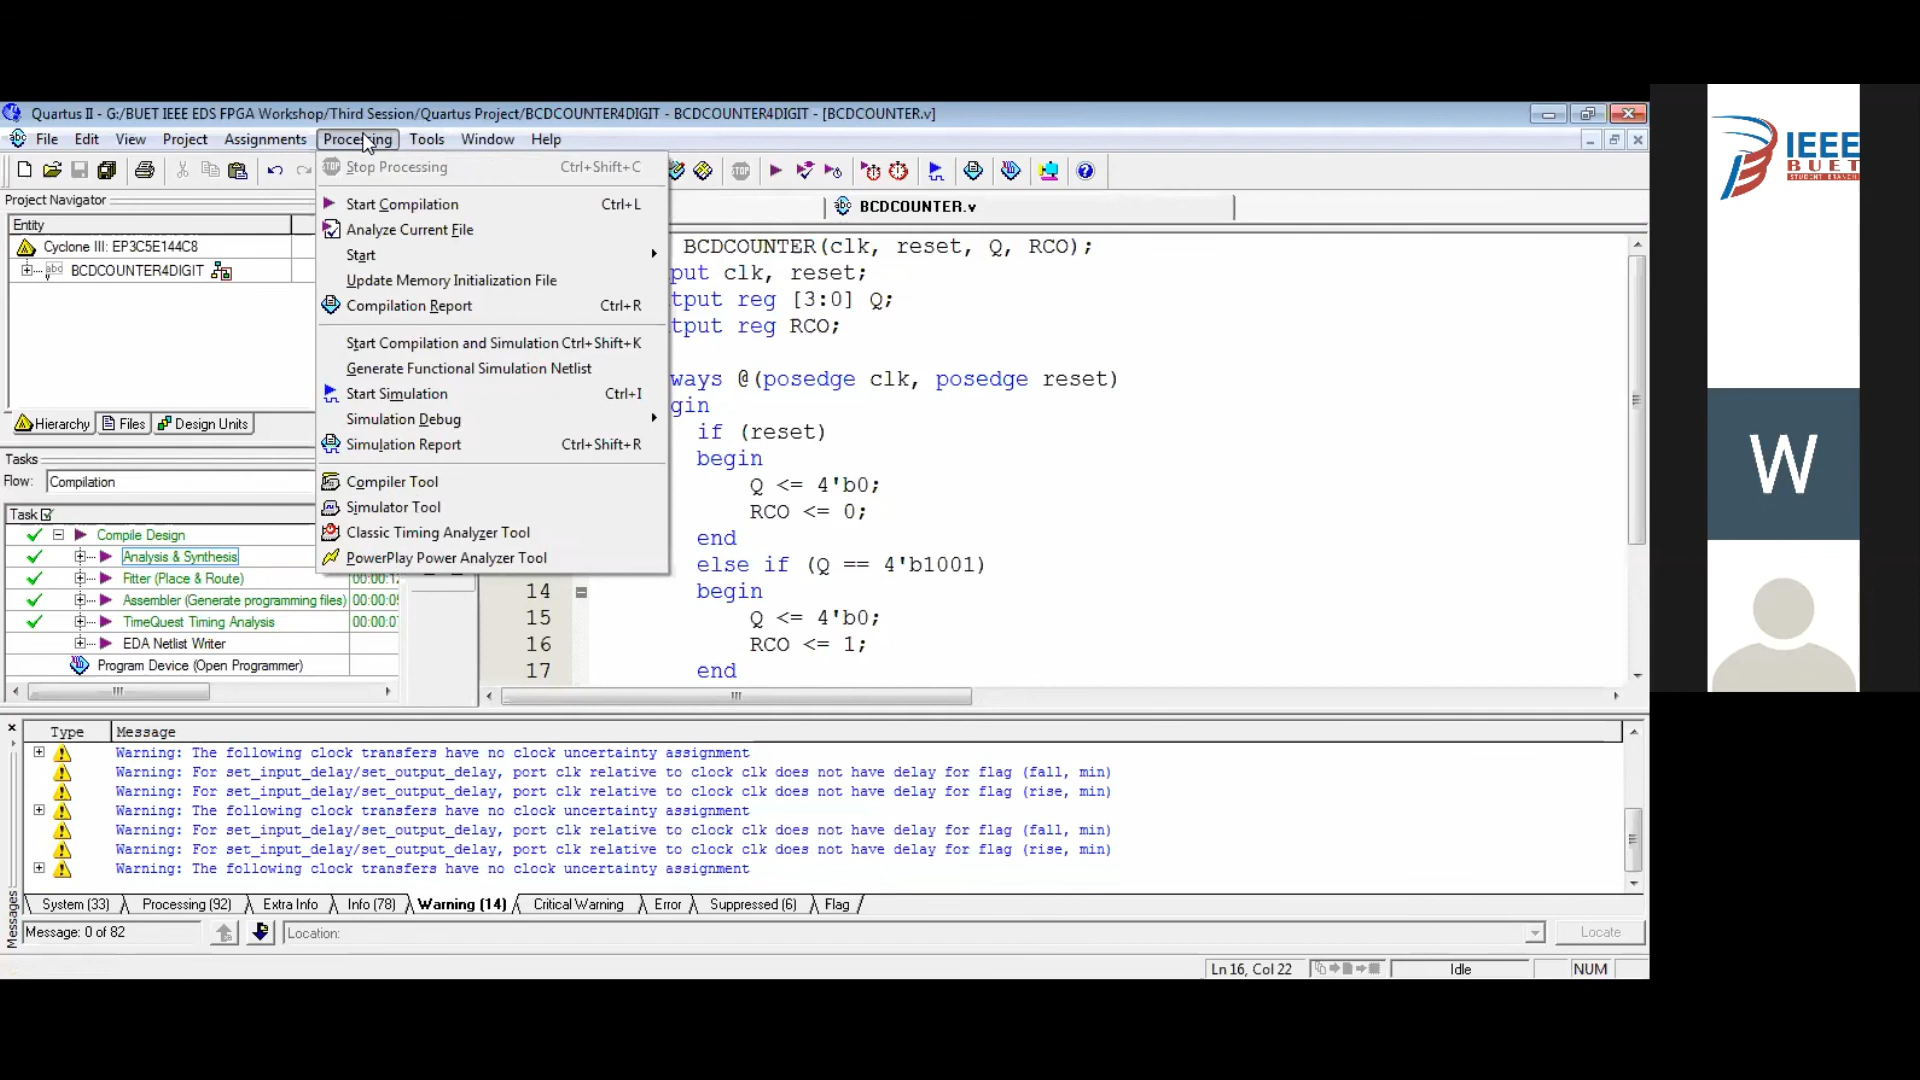 Quartus II - G:/BUET IEEE EDS FPGA Workshop/Third Session/Quartus Project/BCDCOUNTER4DIGIT - BCDCOUNTER4DIGIT - [BCDCOUNTER.v]
File Edit View Project Assignments Processing Tools Window Help
Project Navigator
Entity
Cyclone III: EP3C5E144C8
BCDCOUNTER4DIGIT
Hierarchy Files Design Units
Tasks
Flow: Compilation
Task
Compile Design
Analysis & Synthesis
Fitter (Place & Route) 00:00:12
Assembler (Generate programming files) 00:00:05
TimeQuest Timing Analysis 00:00:07
EDA Netlist Writer
Program Device (Open Programmer)
Stop Processing Ctrl+Shift+C
Start Compilation Ctrl+L
Analyze Current File
Start
Update Memory Initialization File
Compilation Report Ctrl+R
Start Compilation and Simulation Ctrl+Shift+K
Generate Functional Simulation Netlist
Start Simulation Ctrl+I
Simulation Debug
Simulation Report Ctrl+Shift+R
Compiler Tool
Simulator Tool
Classic Timing Analyzer Tool
PowerPlay Power Analyzer Tool
BCDCOUNTER.v
BCDCOUNTER(clk, reset, Q, RCO);
put clk, reset;
tput reg [3:0] Q;
tput reg RCO;
ways @(posedge clk, posedge reset)
gin
if (reset)
begin
Q <= 4'b0;
RCO <= 0;
end
else if (Q == 4'b1001)
14 begin
15 Q <= 4'b0;
16 RCO <= 1;
17 end
Type Message
Warning: The following clock transfers have no clock uncertainty assignment
Warning: For set_input_delay/set_output_delay, port clk relative to clock clk does not have delay for flag (fall, min)
Warning: For set_input_delay/set_output_delay, port clk relative to clock clk does not have delay for flag (rise, min)
Warning: The following clock transfers have no clock uncertainty assignment
Warning: For set_input_delay/set_output_delay, port clk relative to clock clk does not have delay for flag (fall, min)
Warning: For set_input_delay/set_output_delay, port clk relative to clock clk does not have delay for flag (rise, min)
Warning: The following clock transfers have no clock uncertainty assignment
System (33) Processing (92) Extra Info Info (78) Warning (14) Critical Warning Error Suppressed (6) Flag
Messages
Message: 0 of 82 Location: Locate
Ln 16, Col 22 Idle NUM
IEEE
BUET
STUDENT BRANCH
W